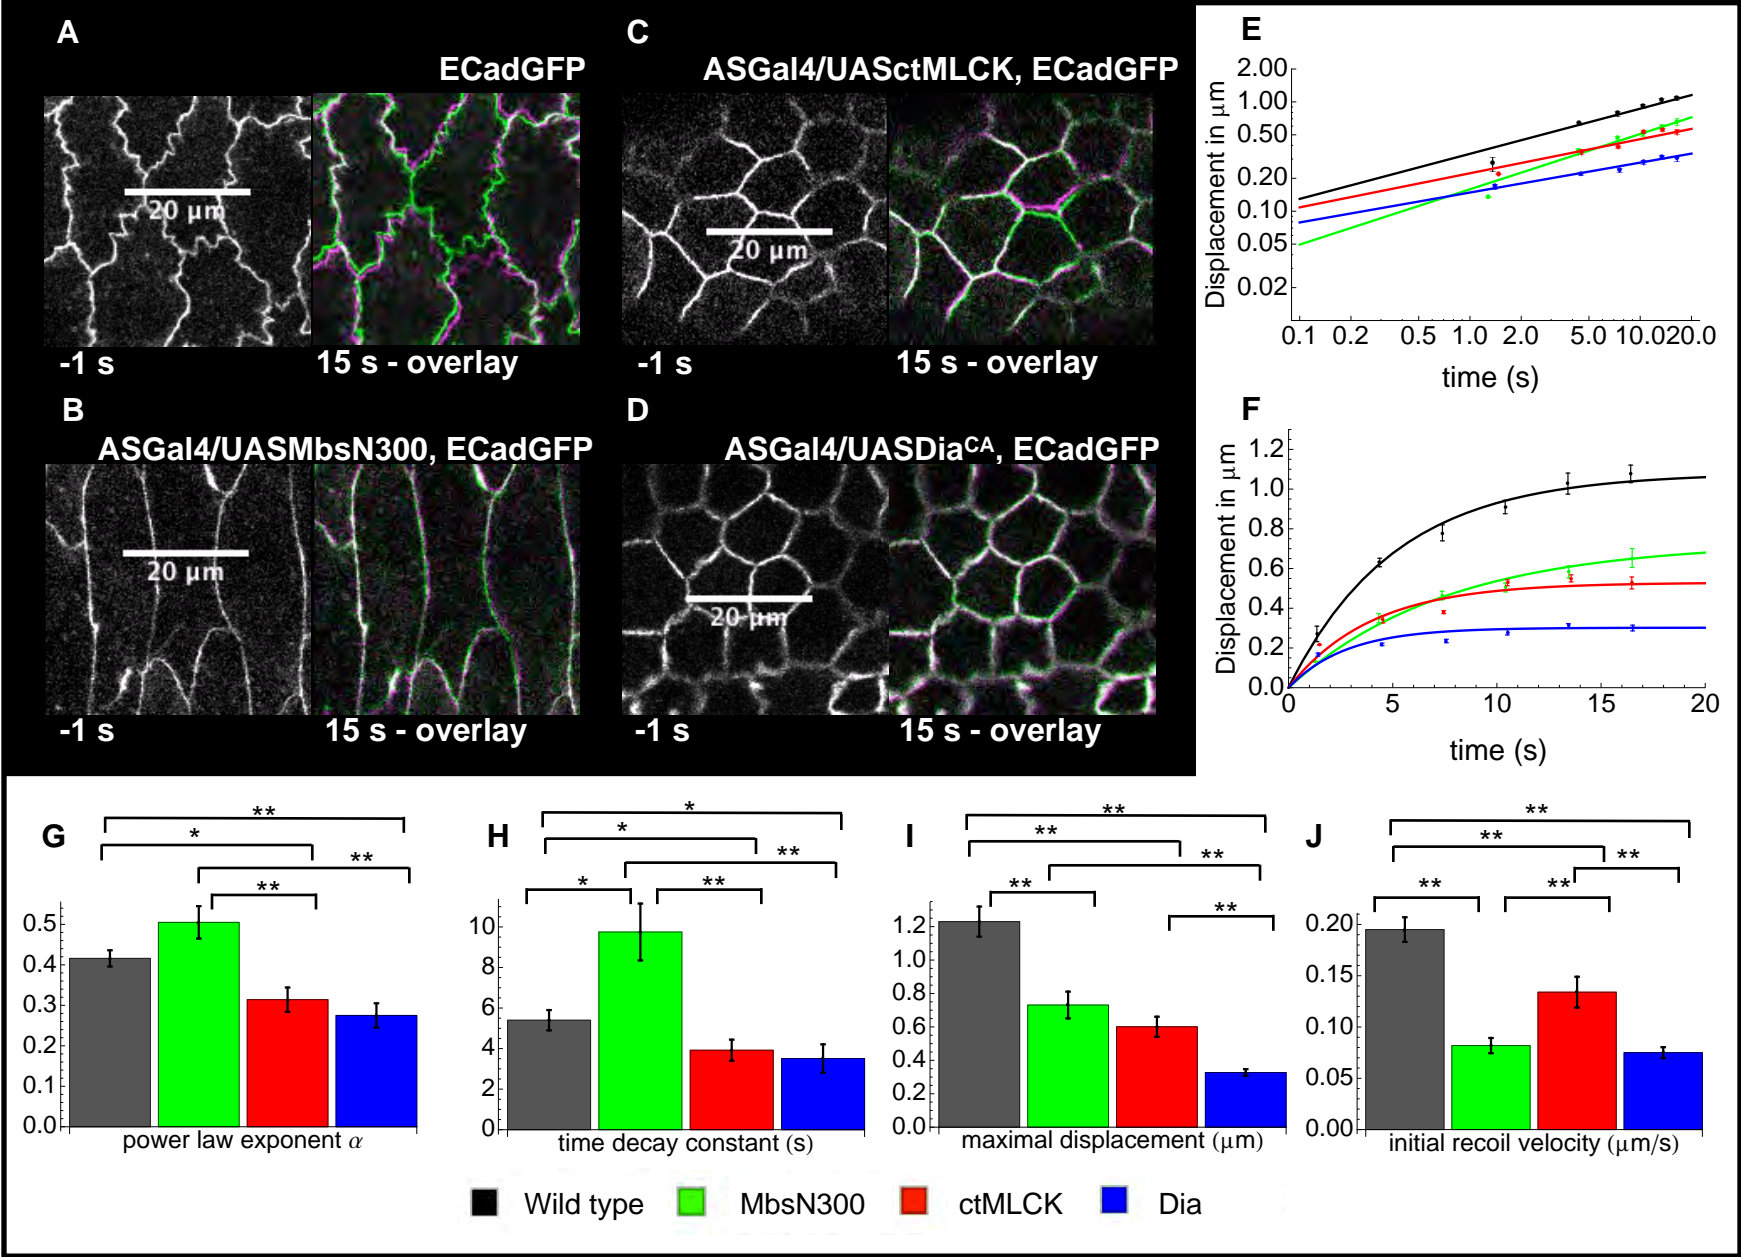 A
ECadGFP
20 µm
-1 s
15 s - overlay
B
ASGal4/UASMbsN300, ECadGFP
20 µm
-1 s
15 s - overlay
C
ASGal4/UASctMLCK, ECadGFP
20 µm
-1 s
15 s - overlay
D
ASGal4/UASDiaCA, ECadGFP
20 µm
-1 s
15 s - overlay
E
Displacement in µm
2.00
1.00
0.50
0.20
0.10
0.05
0.02
0.1 0.2 0.5 1.0 2.0 5.0 10.020.0
time (s)
F
Displacement in µm
1.2
1.0
0.8
0.6
0.4
0.2
0.0
0 5 10 15 20
time (s)
G
**
*
**
**
0.5
0.4
0.3
0.2
0.1
0.0
power law exponent α
H
*
*
**
* **
10
8
6
4
2
0
time decay constant (s)
I
**
**
**
**
**
1.2
1.0
0.8
0.6
0.4
0.2
0.0
maximal displacement (µm)
J
**
**
**
** **
0.20
0.15
0.10
0.05
0.00
initial recoil velocity (µm/s)
Wild type MbsN300 ctMLCK Dia